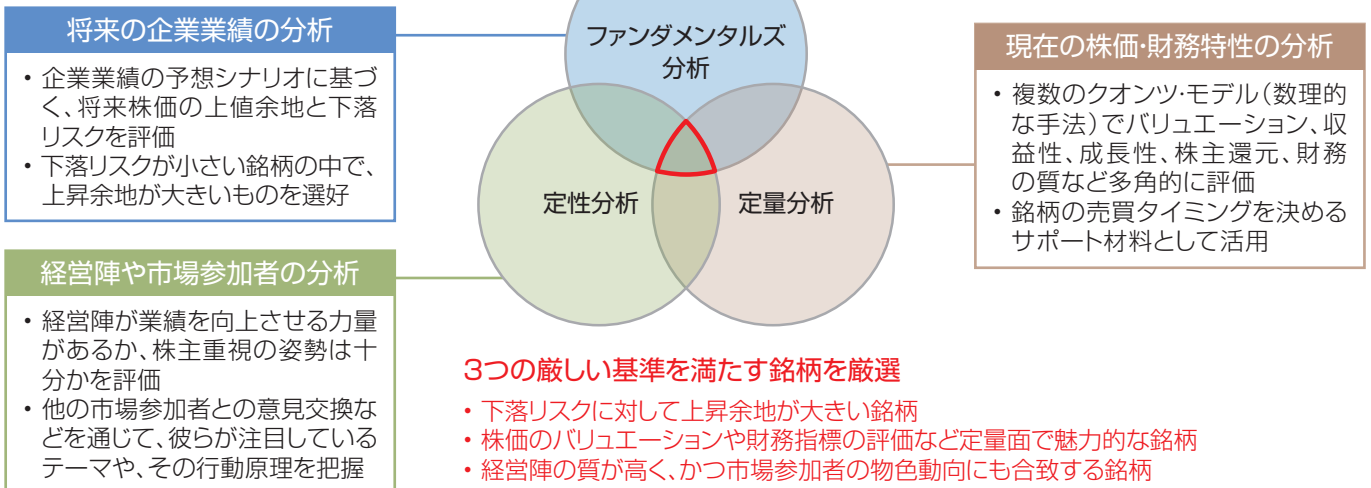 将来の企業業績の分析
• 企業業績の予想シナリオに基づ
く、将来株価の上値余地と下落
リスクを評価
• 下落リスクが小さい銘柄の中で、
上昇余地が大きいものを選好
経営陣や市場参加者の分析
• 経営陣が業績を向上させる力量
があるか、株主重視の姿勢は十
分かを評価
• 他の市場参加者との意見交換な
どを通じて、彼らが注目している
テーマや、その行動原理を把握
ファンダメンタルズ
分析
定性分析
定量分析
現在の株価･財務特性の分析
• 複数のクオンツ･モデル(数理的
な手法)でバリュエーション、収
益性、成長性、株主還元、財務
の質など多角的に評価
• 銘柄の売買タイミングを決める
サポート材料として活用
3つの厳しい基準を満たす銘柄を厳選
• 下落リスクに対して上昇余地が大きい銘柄
• 株価のバリュエーションや財務指標の評価など定量面で魅力的な銘柄
• 経営陣の質が高く、かつ市場参加者の物色動向にも合致する銘柄